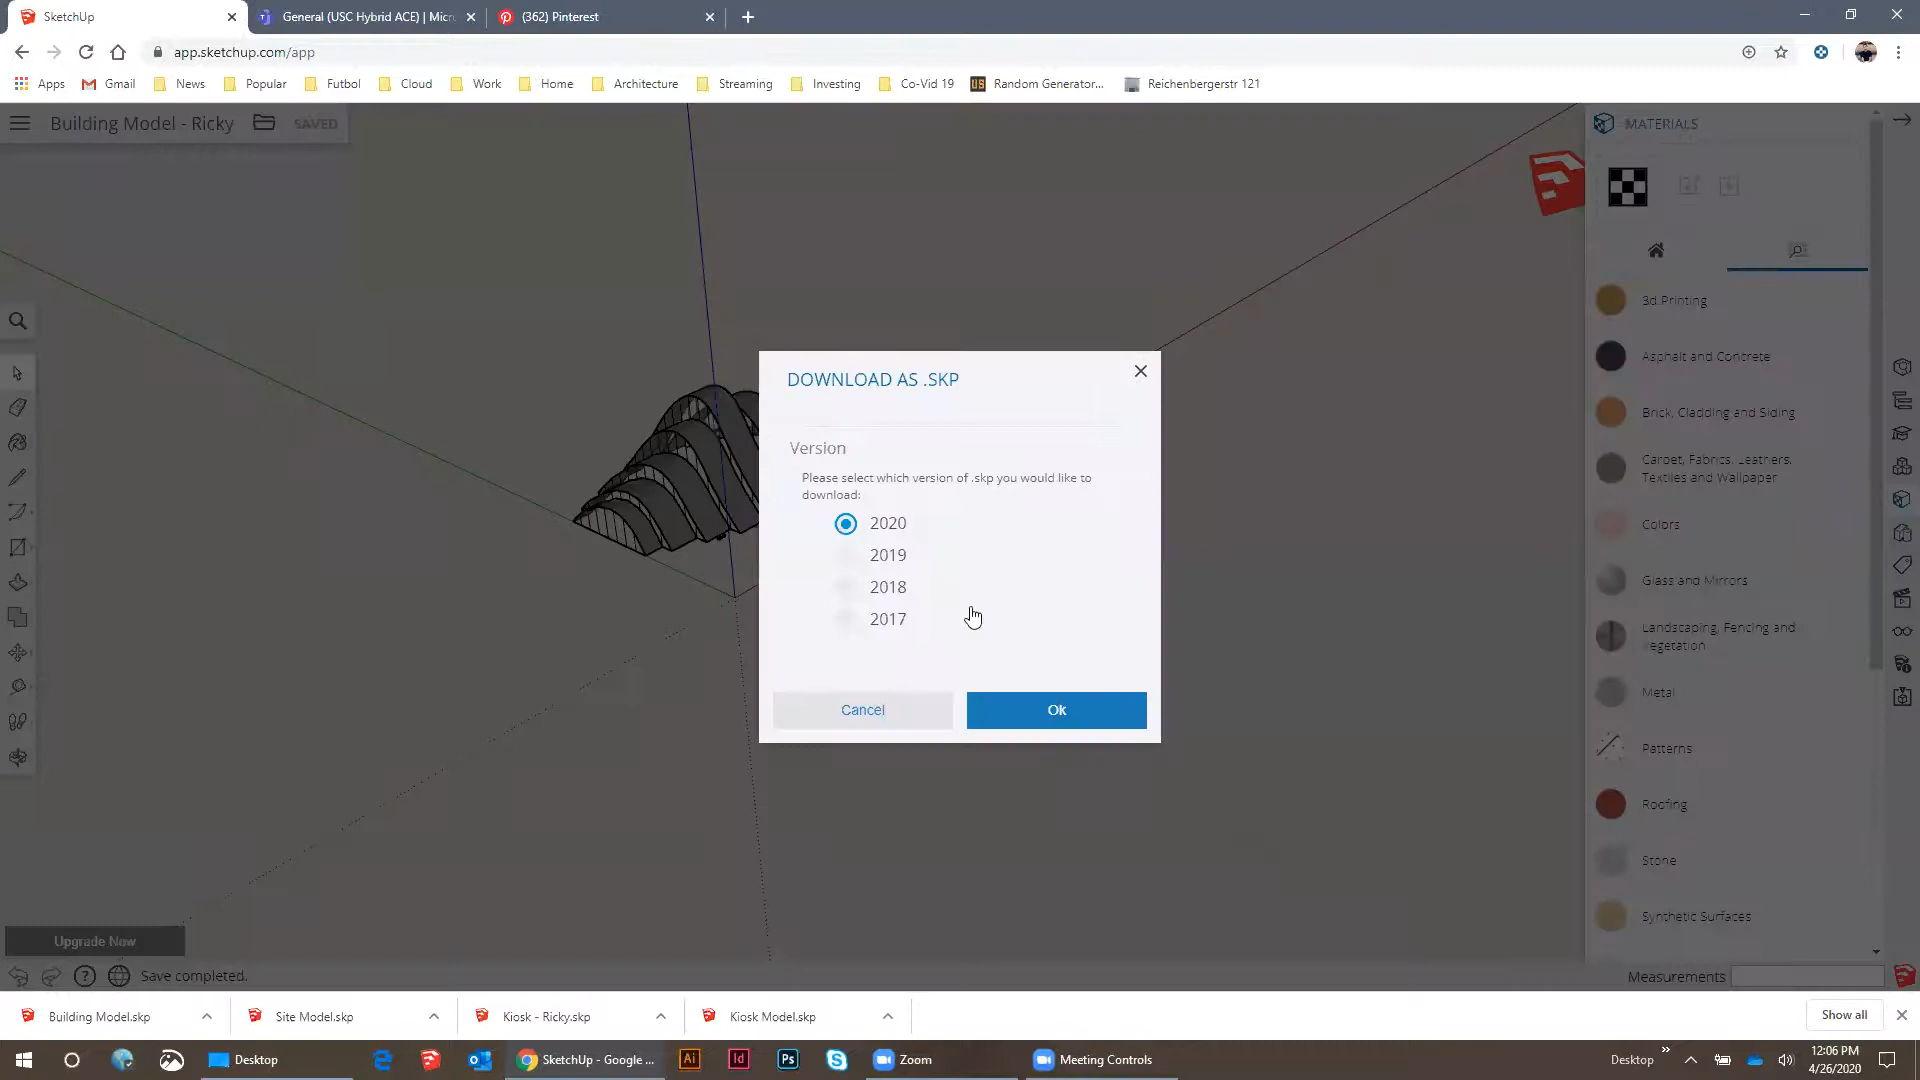 SketchUp
General (USC Hybrid ACE) | Micr
(362) Pinterest
app.sketchup.com/app
Apps
Gmail
News
Popular
Futbol
Cloud
Work
Home
Architecture
Streaming
Investing
Co-Vid 19
Random Generator...
Reichenbergerstr 121
Building Model - Ricky
SAVED
MATERIALS
3d Printing
Asphalt and Concrete
Brick, Cladding and Siding
Carpet, Fabrics, Leathers,
Textiles and Wallpaper
Colors
Glass and Mirrors
Landscaping, Fencing and
Vegetation
Metal
Patterns
Roofing
Stone
Synthetic Surfaces
DOWNLOAD AS .SKP
Version
Please select which version of .skp you would like to
download:
2020
2019
2018
2017
Cancel
Ok
Upgrade Now
Save completed.
Measurements
Building Model.skp
Site Model.skp
Kiosk - Ricky.skp
Kiosk Model.skp
Show all
Desktop
SketchUp - Google ...
Ai
Id
Ps
Zoom
Meeting Controls
Desktop
12:06 PM
4/26/2020